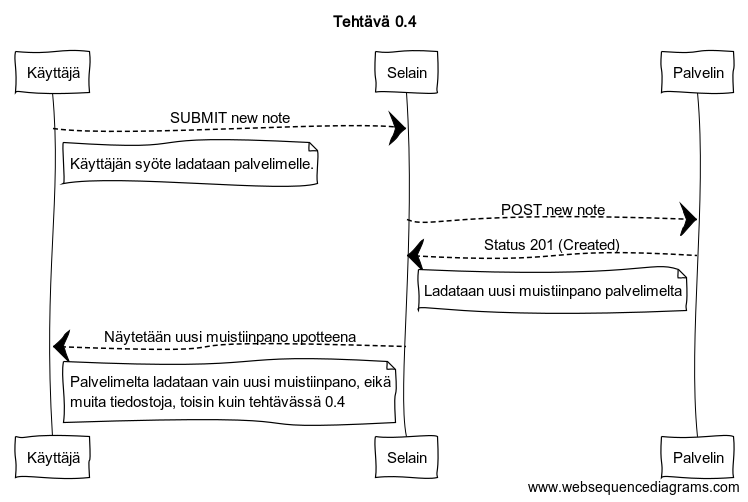 Tehtävä 0.4
Käyttäjä
Selain
Palvelin
SUBMIT new note
Käyttäjän syöte ladataan palvelimelle.
POST new note
Status 201 (Created)
Ladataan uusi muistiinpano palvelimelta
Näytetään uusi muistiinpano upotteena
Palvelimelta ladataan vain uusi muistiinpano, eikä
muita tiedostoja, toisin kuin tehtävässä 0.4
Käyttäjä
Selain
Palvelin
www.websequencediagrams.com